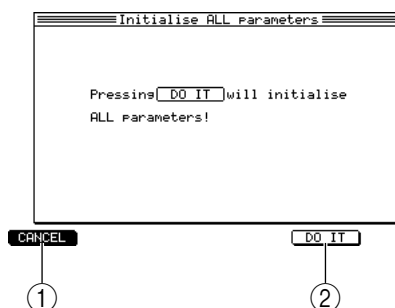 Initialise ALL parameters
Pressing DO IT will initialise
ALL parameters!
CANCEL DO IT
1 2